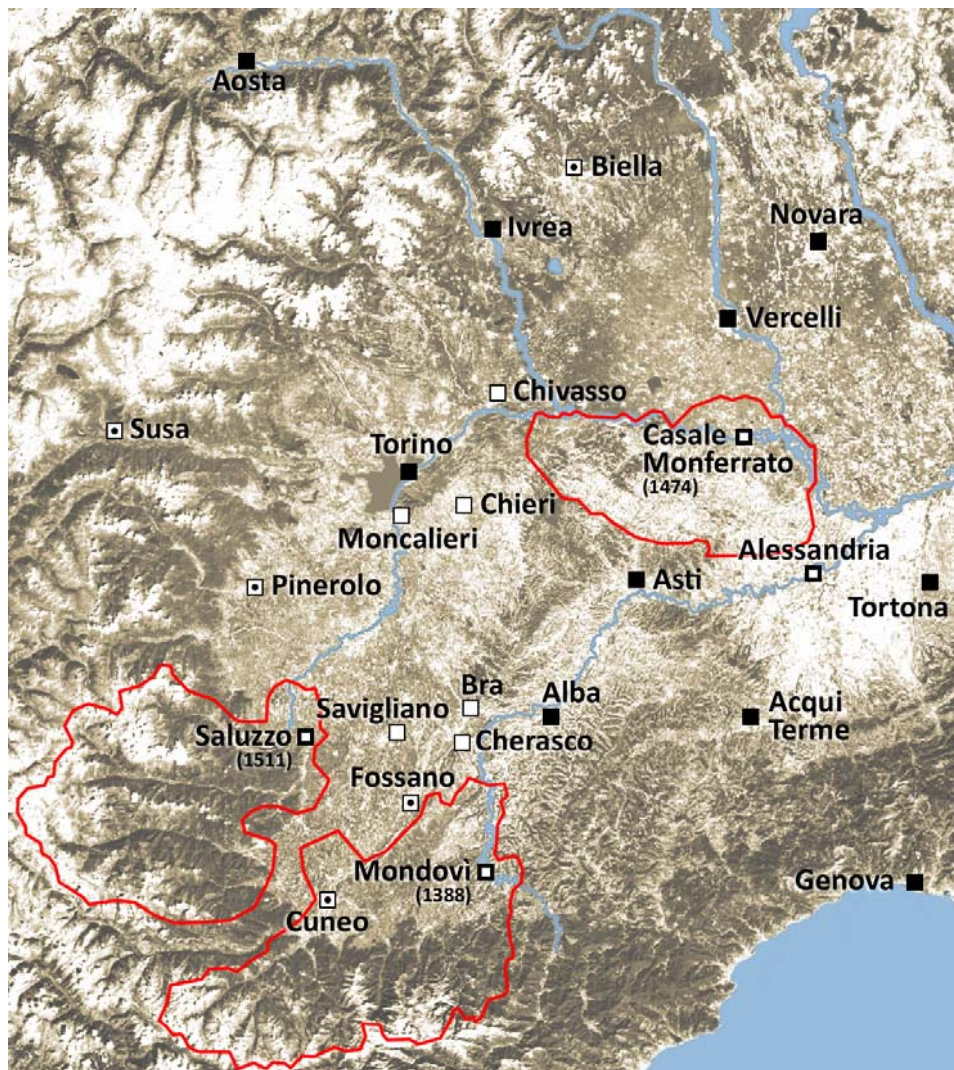 Aosta
Biella
Ivrea
Novara
Vercelli
Chivasso
Susa
Torino
Casale
Monferrato
(1474)
Chieri
Moncalieri
Alessandria
Asti
Pinerolo
Tortona
Bra
Alba
Savigliano
Acqui
Terme
Saluzzo
(1511)
Cherasco
Fossano
Mondovì
(1388)
Genova
Cuneo